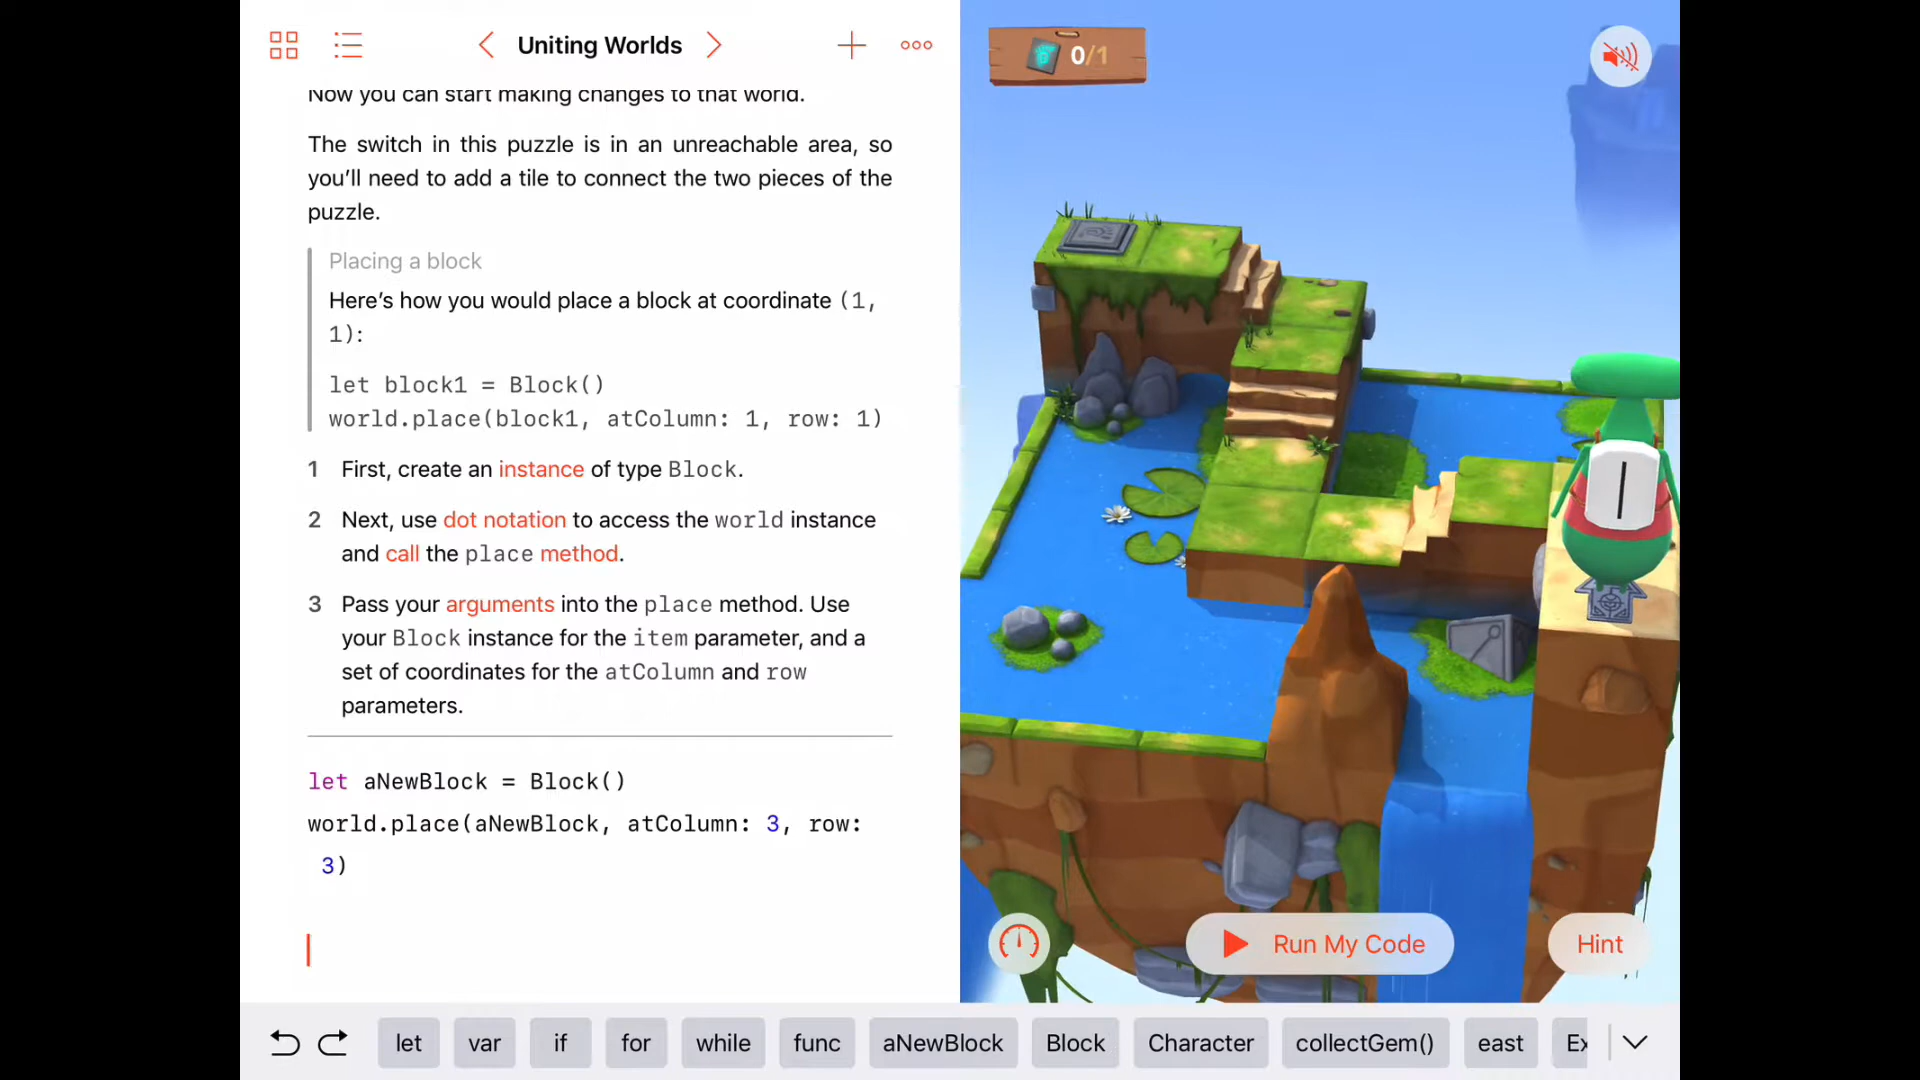 Uniting Worlds
0/1
Now you can start making changes to that world.
The switch in this puzzle is in an unreachable area, so
you’ll need to add a tile to connect the two pieces of the
puzzle.
Placing a block
Here’s how you would place a block at coordinate (1,
1):
let block1 = Block()
world.place(block1, atColumn: 1, row: 1)
1 First, create an instance of type Block.
2 Next, use dot notation to access the world instance
and call the place method.
3 Pass your arguments into the place method. Use
your Block instance for the item parameter, and a
set of coordinates for the atColumn and row
parameters.
let aNewBlock = Block()
world.place(aNewBlock, atColumn: 3, row:
3)
Run My Code
Hint
let var if for while func aNewBlock Block Character collectGem() east Ex